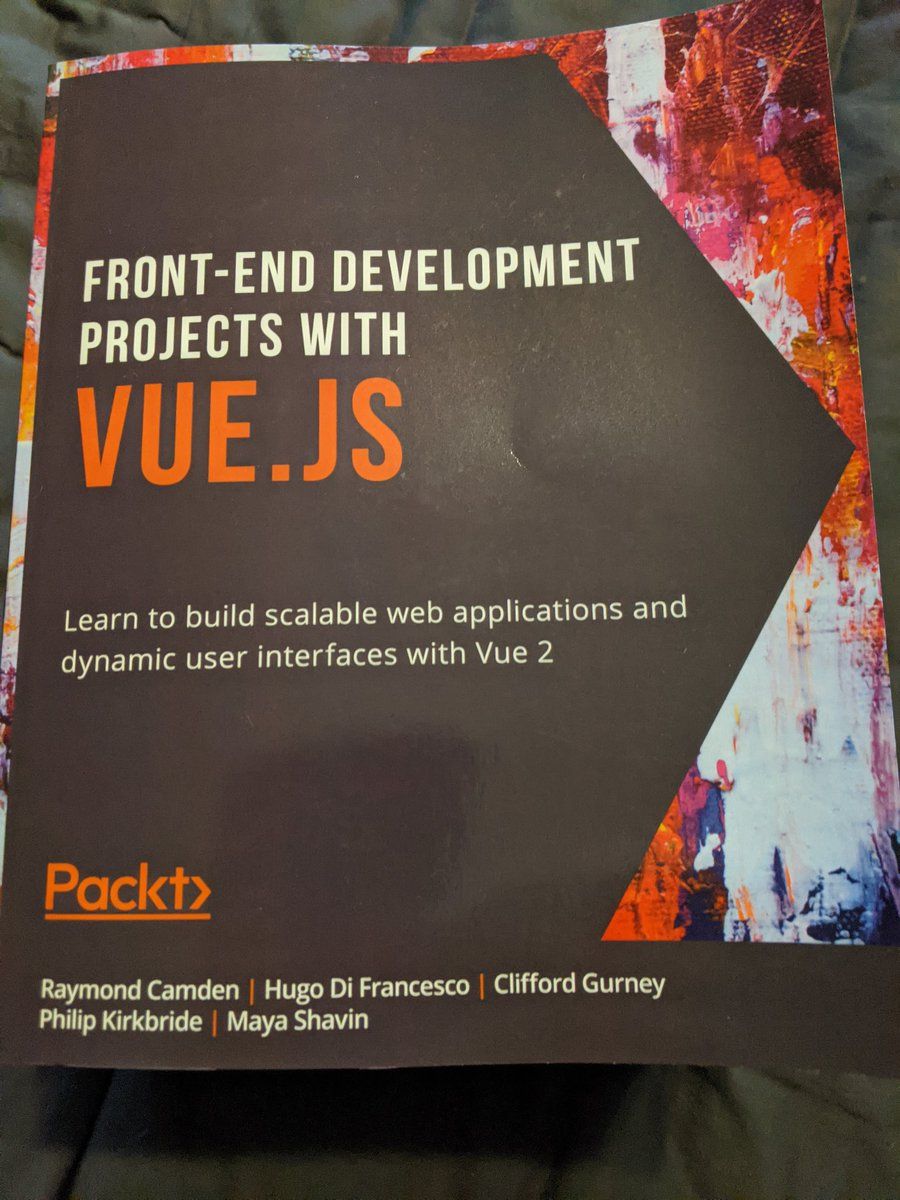 FRONT-END DEVELOPMENT
PROJECTS WITH
VUE.JS
Learn to build scalable web applications and
dynamic user interfaces with Vue 2
Packt>
Raymond Camden | Hugo Di Francesco | Clifford Gurney
Philip Kirkbride | Maya Shavin